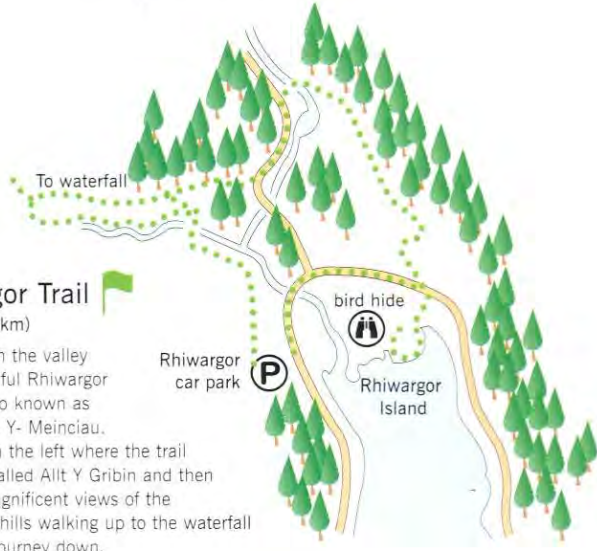 To waterfall
gor Trail
km)
n the valley
ful Rhiwargor
o known as
Y- Meinciau.
n the left where the trail
alled Allt Y Gribin and then
gnificent views of the
hills walking up to the waterfall
ourney down.
Rhiwargor
car park
P
bird hide
Rhiwargor
Island